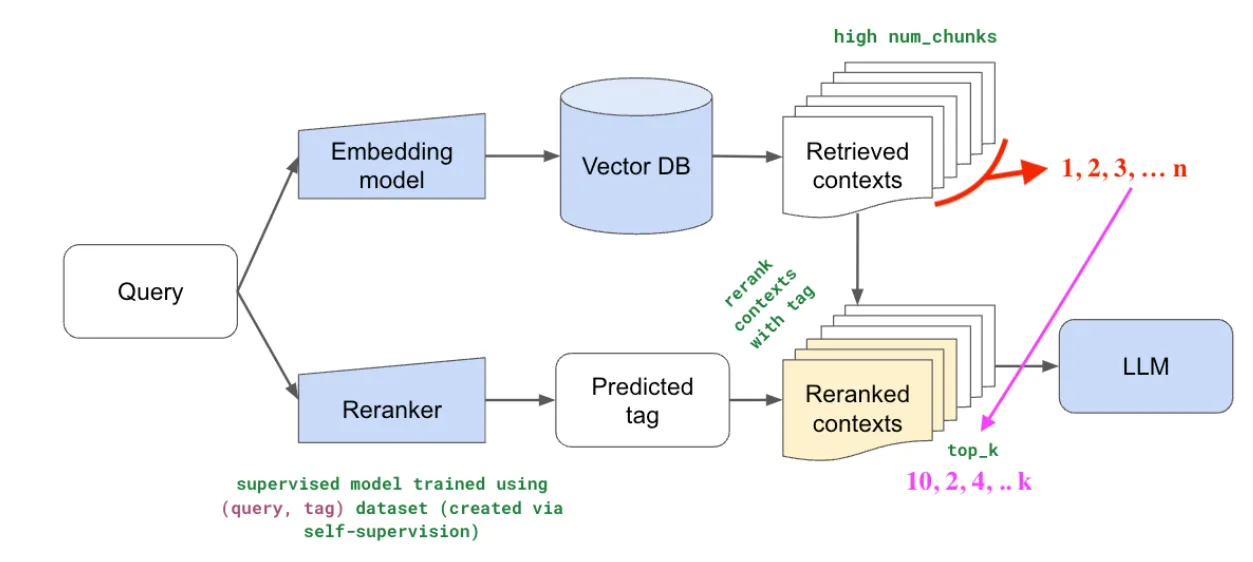 high num_chunks
Embedding
model
Vector DB
Retrieved
contexts
1, 2, 3, ... n
Query
rerank
contexts
with tag
Reranker
Predicted
tag
Reranked
contexts
LLM
top_k
10, 2, 4, .. k
supervised model trained using
(query, tag) dataset (created via
self-supervision)